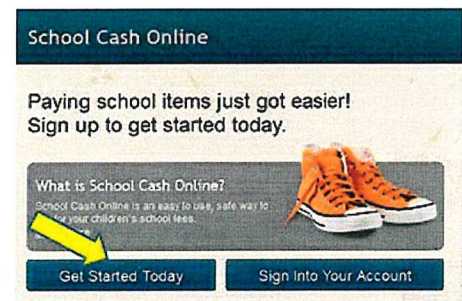 School Cash Online
Paying school items just got easier!
Sign up to get started today.
What is School Cash Online?
School Cash Online is an easy to use, safe way to
for your children's school fees.
Get Started Today
Sign Into Your Account